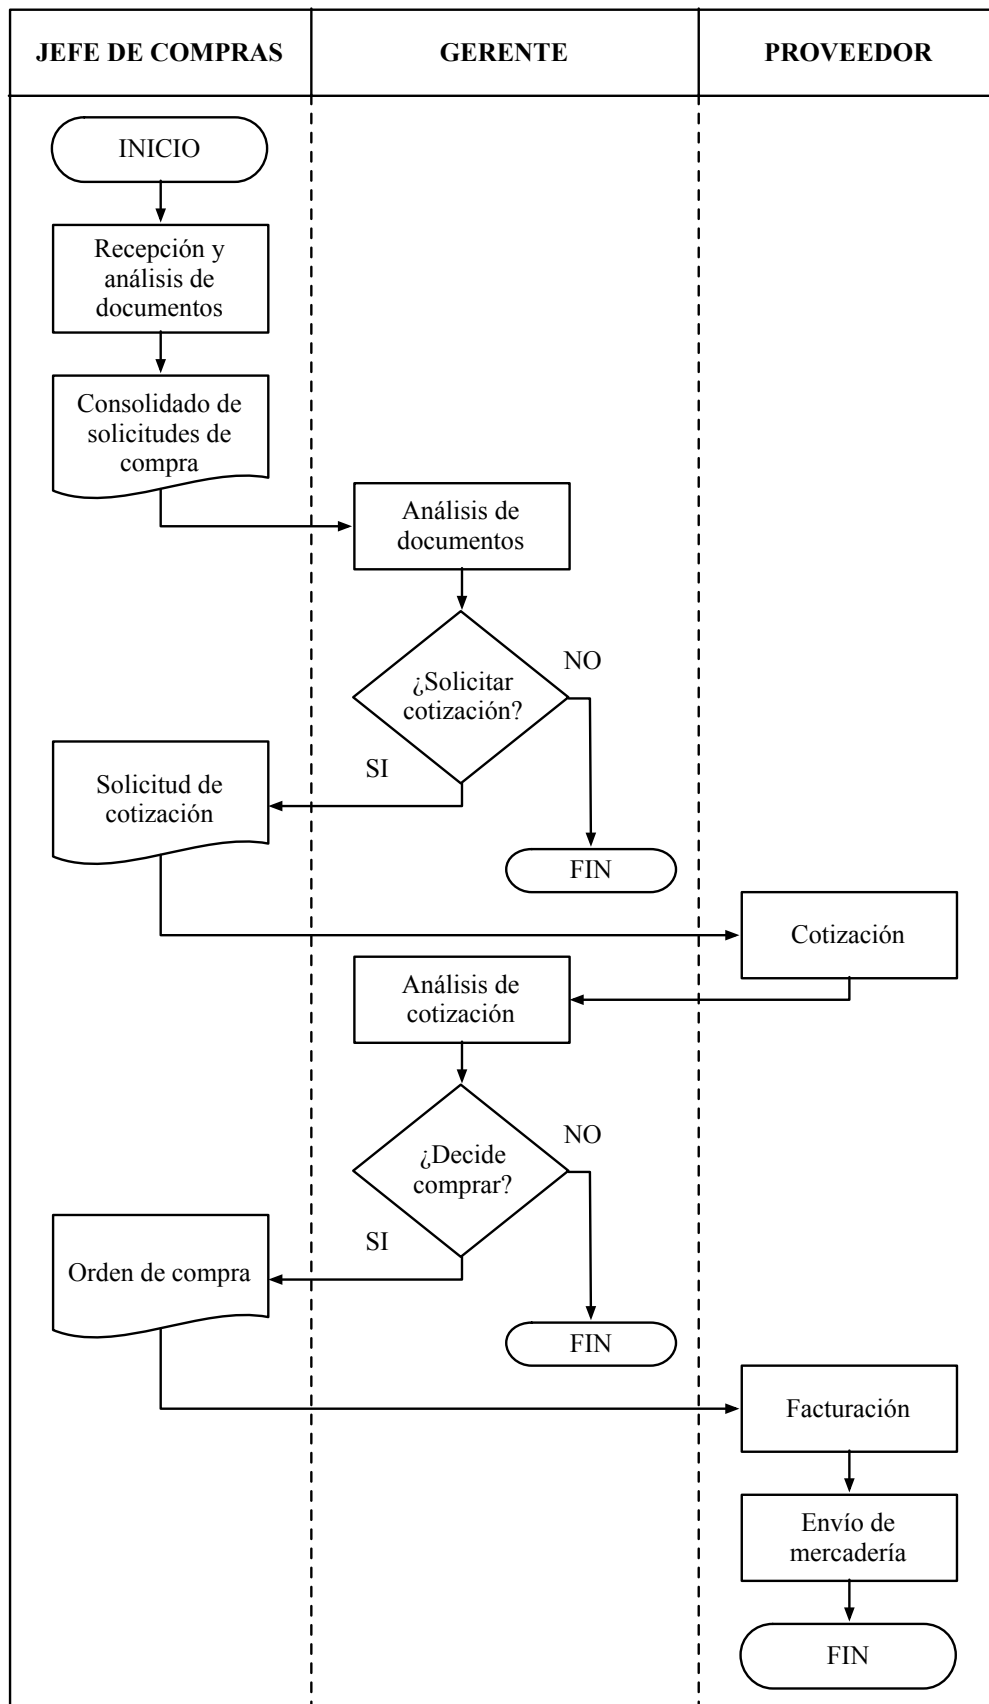 JEFE DE COMPRAS
GERENTE
PROVEEDOR
INICIO
Recepción y
análisis de
documentos
Consolidado de
solicitudes de
compra
Análisis de
documentos
¿Solicitar
cotización?
NO
SI
Solicitud de
cotización
FIN
Cotización
Análisis de
cotización
¿Decide
comprar?
NO
SI
Orden de compra
FIN
Facturación
Envío de
mercadería
FIN